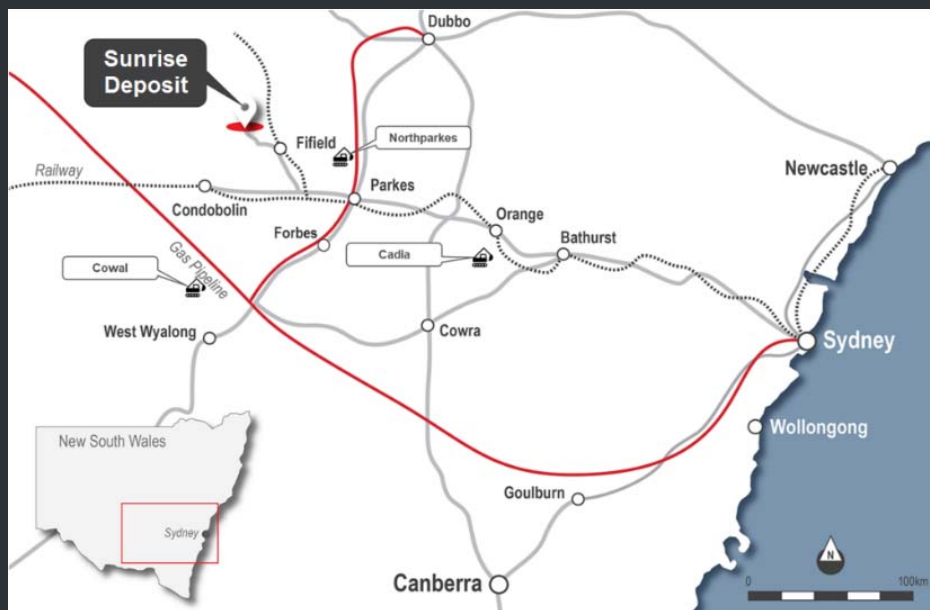 Dubbo
Sunrise
Deposit
Northparkes
Fifield
Newcastle
Railway
Parkes
Condobolin
Orange
Forbes
Bathurst
Cadia
Gas Pipeline
Cowal
West Wyalong
Cowra
Sydney
New South Wales
Wollongong
Goulburn
Sydney
N
Canberra
0 100km